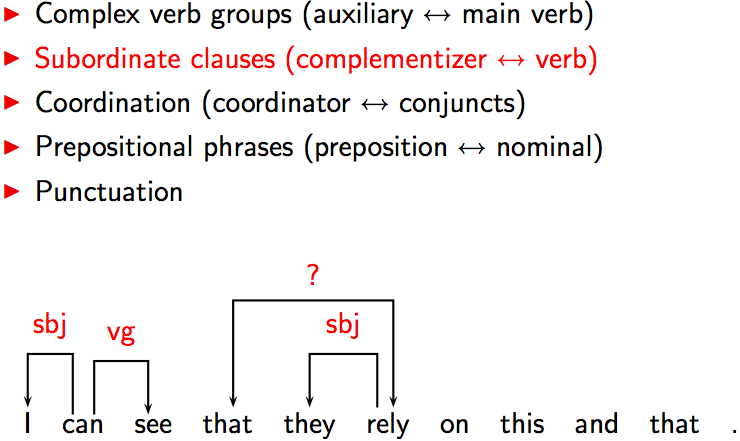 ▶ Complex verb groups (auxiliary ↔ main verb)
▶ Subordinate clauses (complementizer ↔ verb)
▶ Coordination (coordinator ↔ conjuncts)
▶ Prepositional phrases (preposition ↔ nominal)
▶ Punctuation
?
sbj vg sbj
I can see that they rely on this and that .